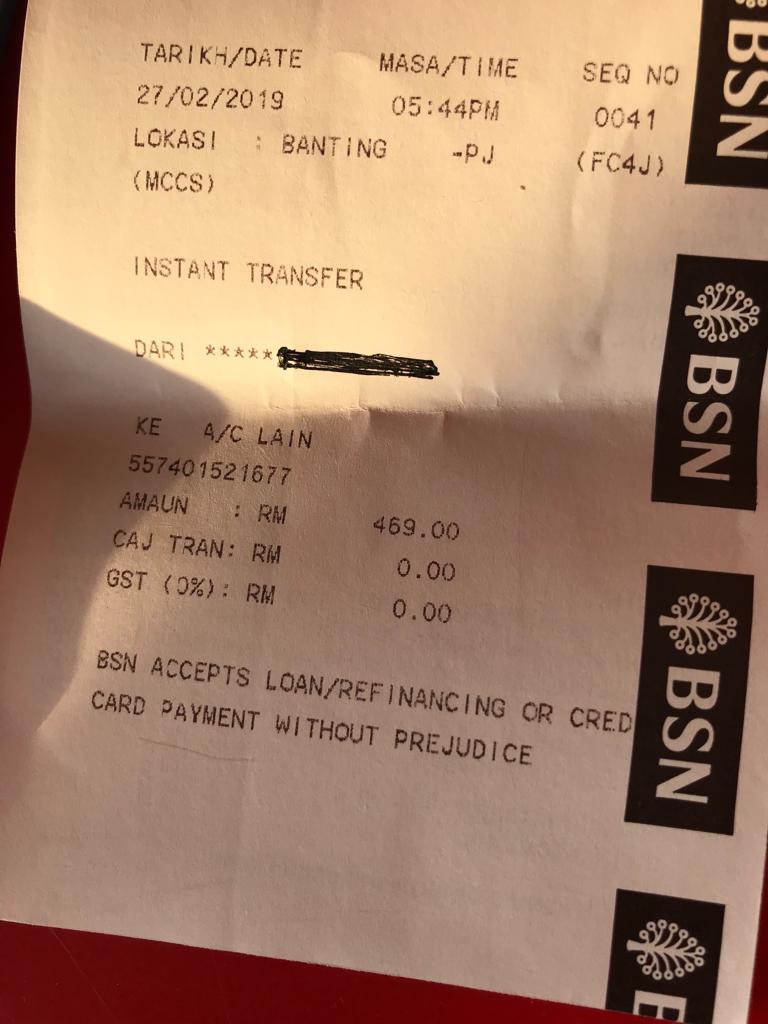 TARIKH/DATE MASA/TIME SEQ NO
27/02/2019 05:44PM 0041
LOKASI : BANTING -PJ (FC4J)
(MCCS)
INSTANT TRANSFER
DARI *****
KE A/C LAIN
557401521677
AMAUN : RM 469.00
CAJ TRAN: RM 0.00
GST (0%): RM 0.00
BSN ACCEPTS LOAN/REFINANCING OR CRED
CARD PAYMENT WITHOUT PREJUDICE
BSN
BSN
BSN
B